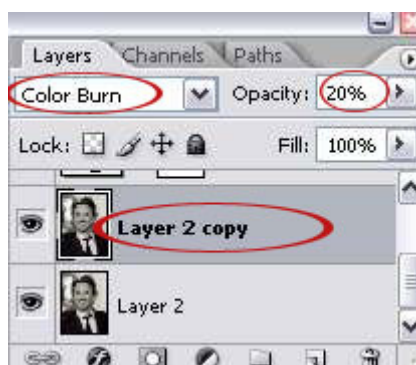 Layers Channels Paths
Color Burn Opacity: 20%
Lock: Fill: 100%
Layer 2 copy
Layer 2